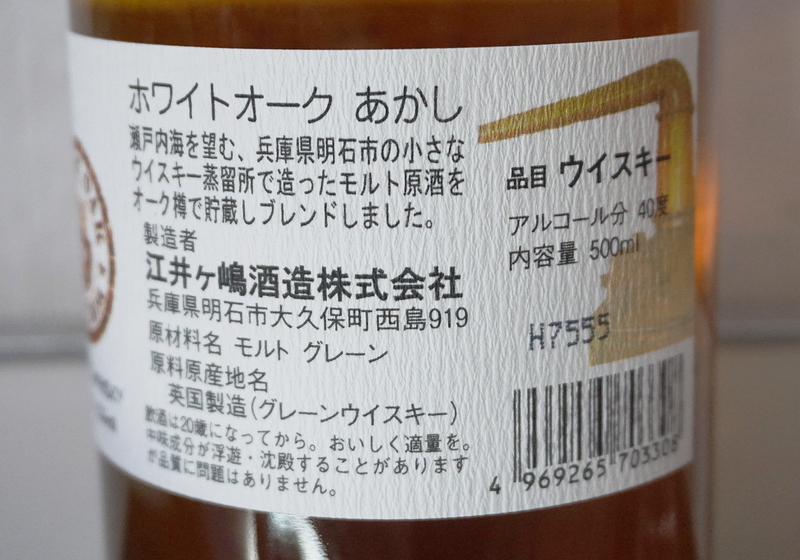 ホワイトオーク あかし
瀬戸内海を望む、兵庫県明石市の小さな
ウイスキー蒸留所で造ったモルト原酒を
オーク樽で貯蔵しブレンドしました。
製造者
江井ヶ嶋酒造株式会社
兵庫県明石市大久保町西島919
原材料名 モルト グレーン
原料原産地名
英国製造(グレーンウイスキー)
飲酒は20歳になってから。おいしく適量を。
中味成分が浮遊・沈殿することがあります
が品質に問題はありません。
品目 ウイスキー
アルコール分 40度
内容量 500ml
H7555
4 969265 703308